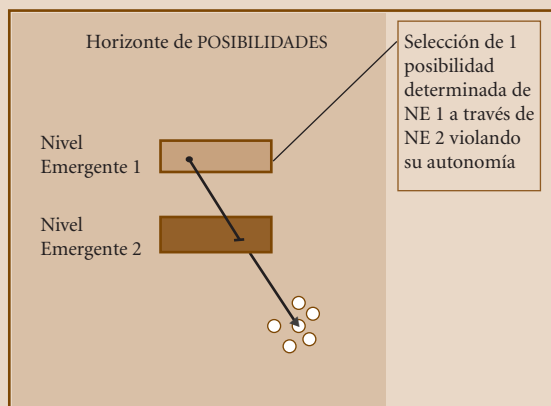 Horizonte de POSIBILIDADES
Selección de 1
posibilidad
determinada de
NE 1 a través de
NE 2 violando
su autonomía
Nivel
Emergente 1
Nivel
Emergente 2